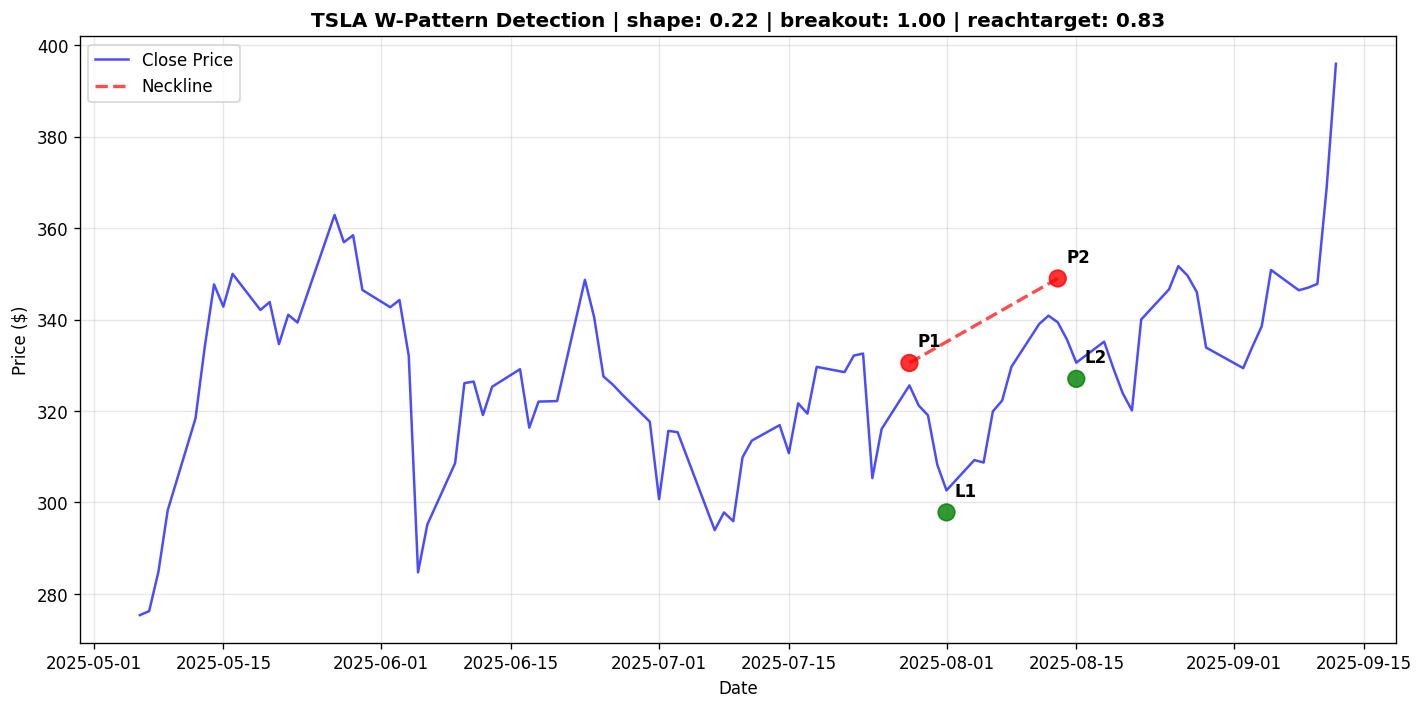 TSLA W-Pattern Detection | shape: 0.22 | breakout: 1.00 | reachtarget: 0.83
Close Price
Neckline
400
380
360
340
320
300
280
Price ($)
P1
P2
L1
L2
2025-05-01
2025-05-15
2025-06-01
2025-06-15
2025-07-01
2025-07-15
2025-08-01
2025-08-15
2025-09-01
2025-09-15
Date